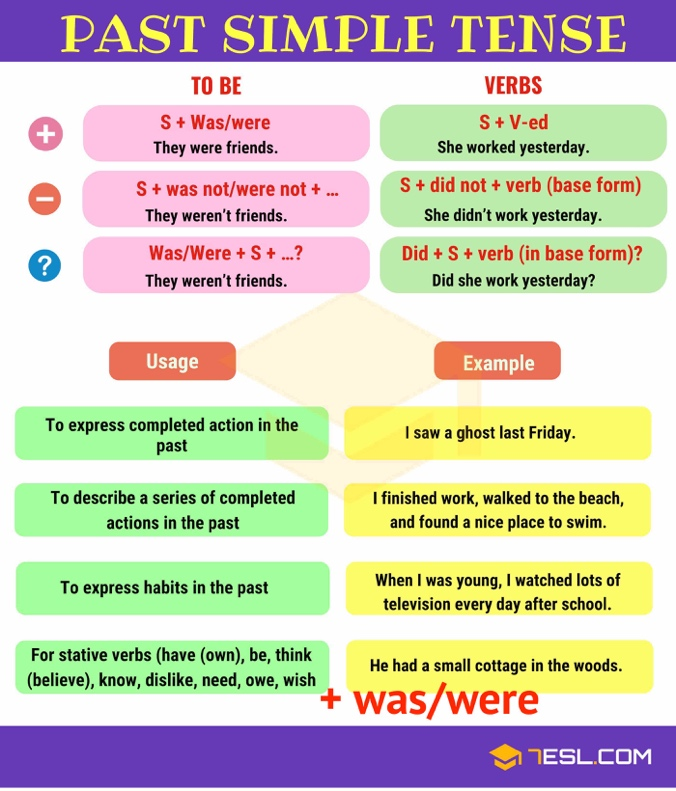 PAST SIMPLE TENSE
TO BE
VERBS
+
S + Was/were
They were friends.
S + V-ed
She worked yesterday.
−
S + was not/were not + ...
They weren't friends.
S + did not + verb (base form)
She didn't work yesterday.
?
Was/Were + S + ...?
They weren't friends.
Did + S + verb (in base form)?
Did she work yesterday?
Usage
Example
To express completed action in the
past
I saw a ghost last Friday.
To describe a series of completed
actions in the past
I finished work, walked to the beach,
and found a nice place to swim.
To express habits in the past
When I was young, I watched lots of
television every day after school.
For stative verbs (have (own), be, think
(believe), know, dislike, need, owe, wish
He had a small cottage in the woods.
+ was/were
7ESL.COM